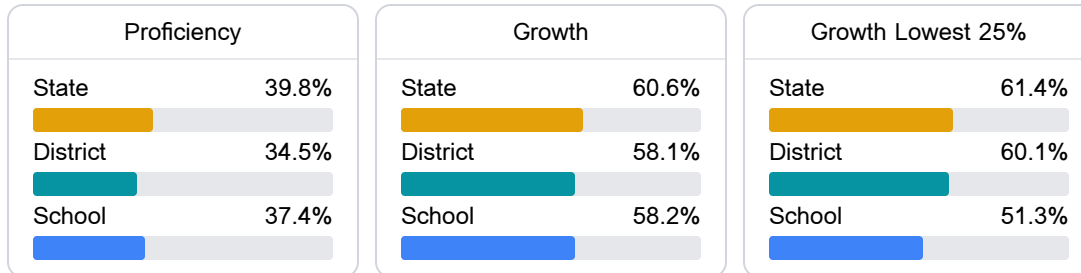 Proficiency
State 39.8%
District 34.5%
School 37.4%
Growth
State 60.6%
District 58.1%
School 58.2%
Growth Lowest 25%
State 61.4%
District 60.1%
School 51.3%